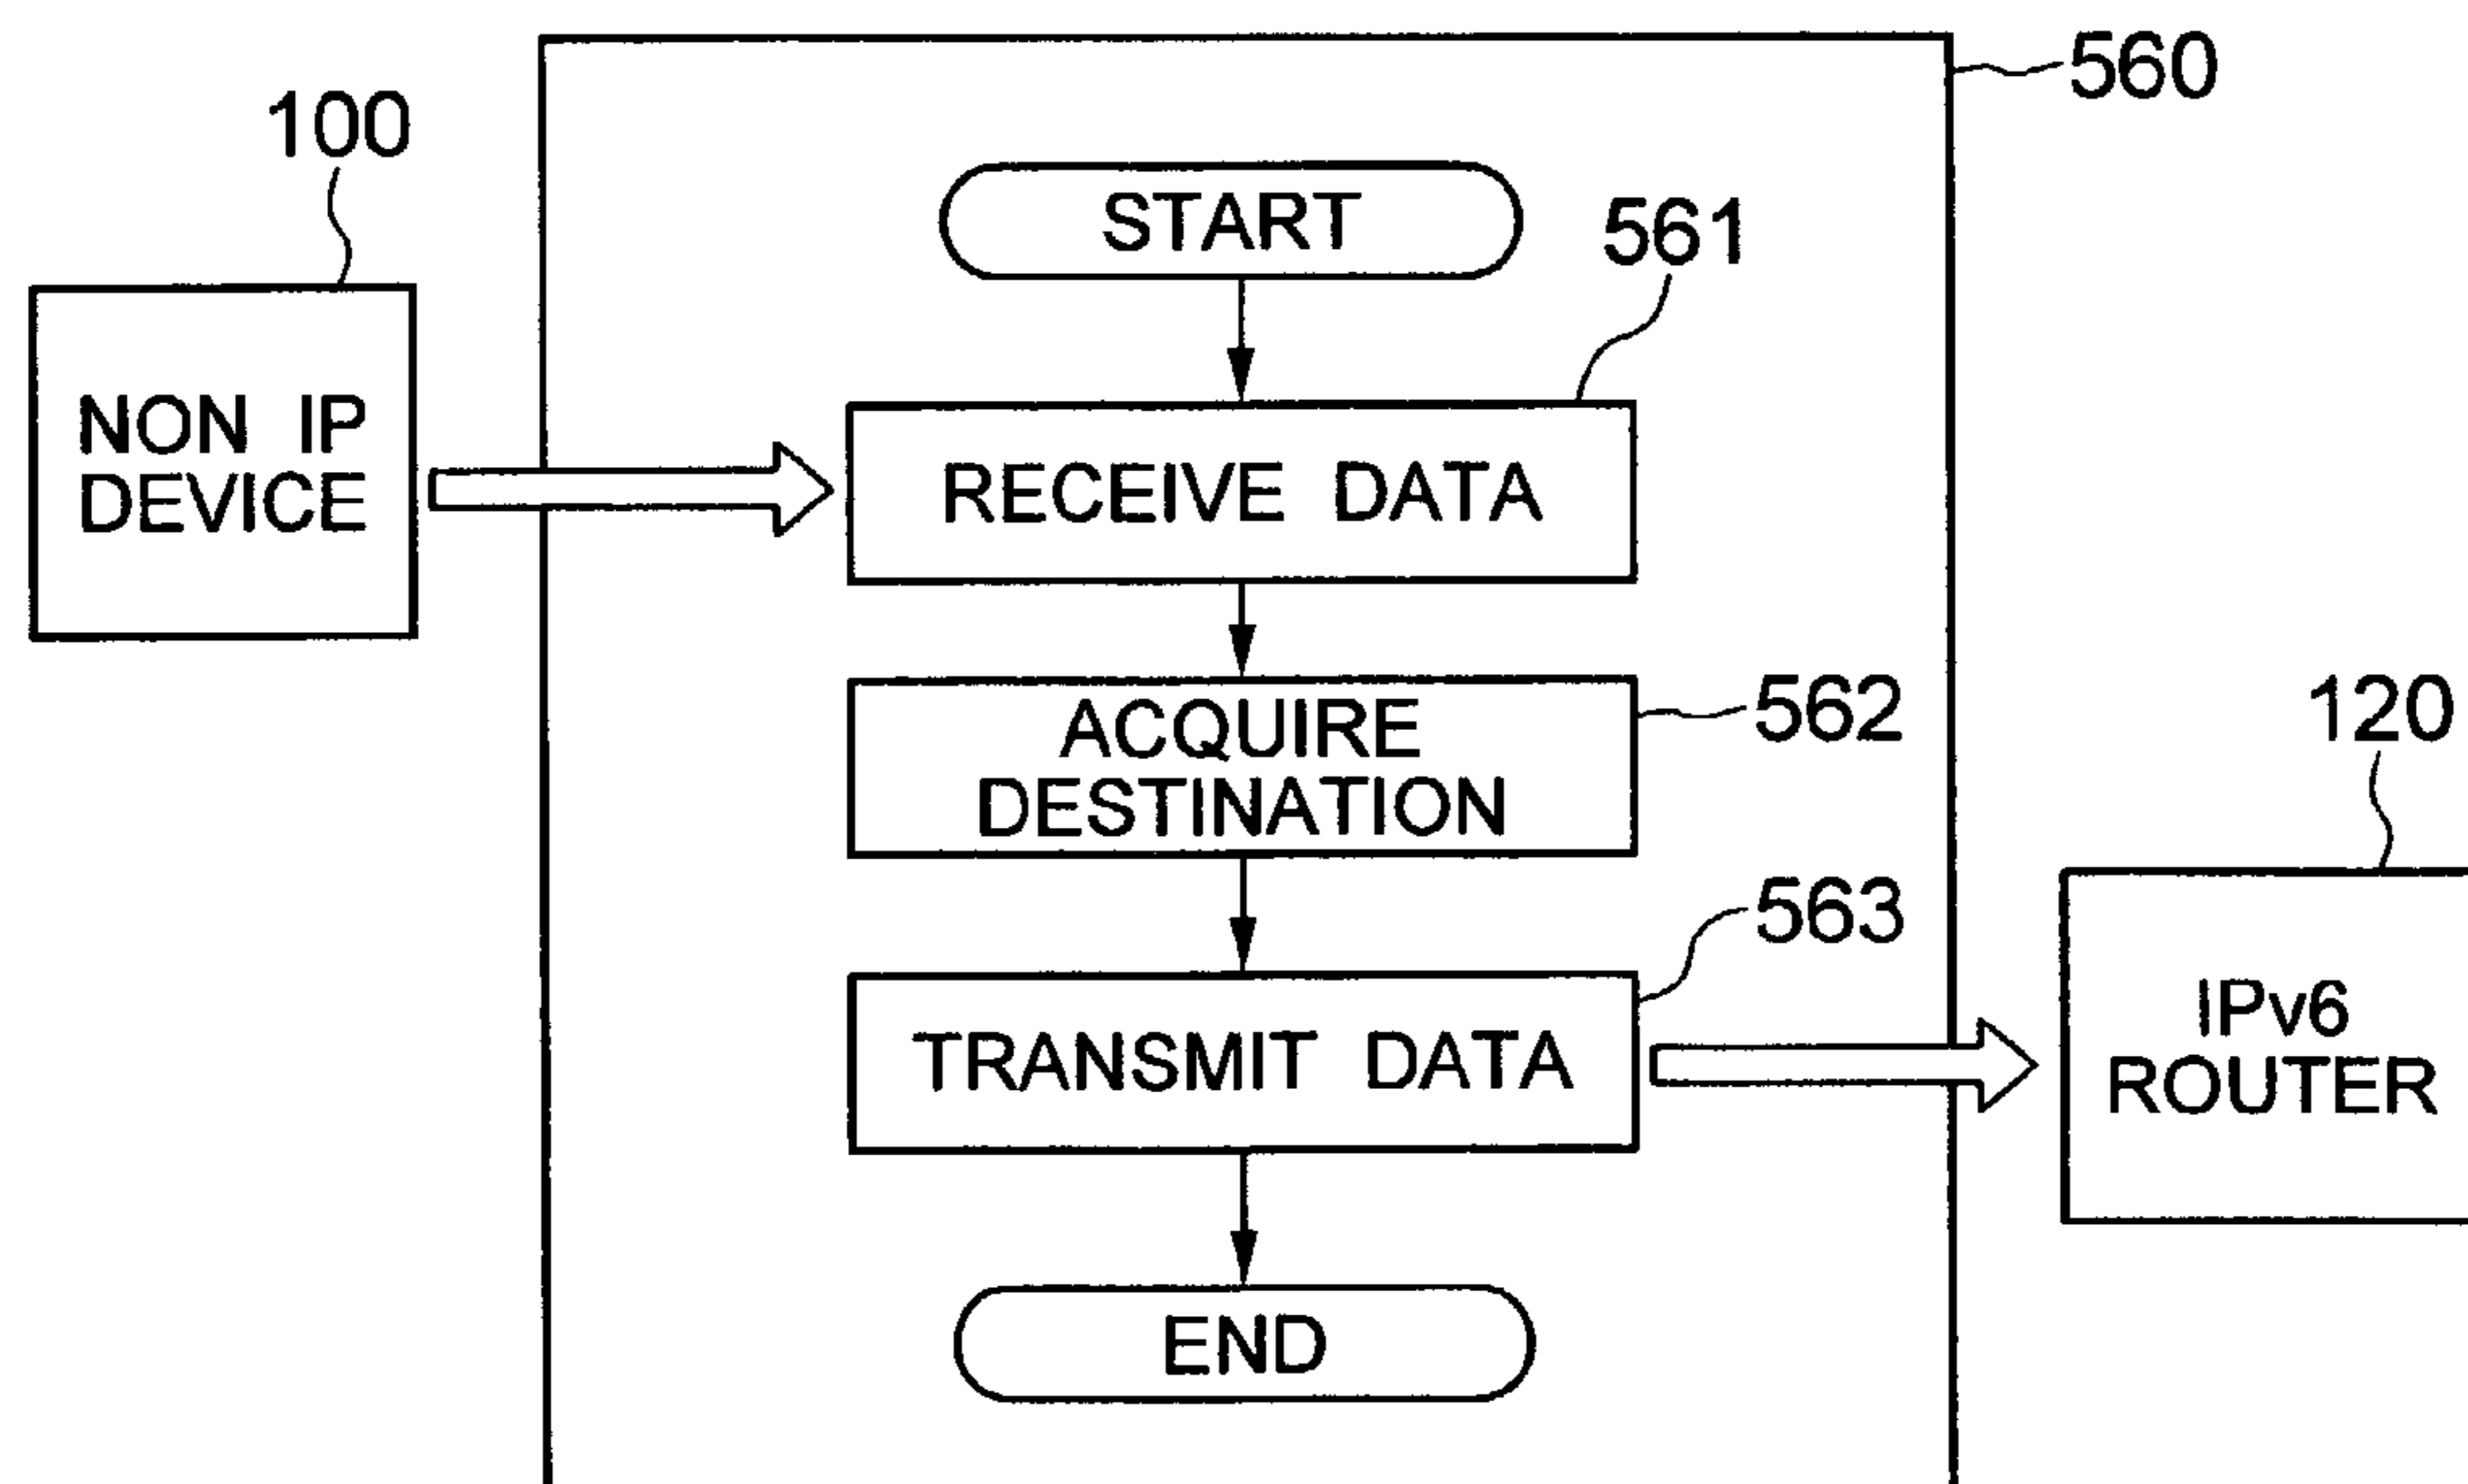 560
100
START
561
NON IP
DEVICE
RECEIVE DATA
ACQUIRE
DESTINATION
562
120
563
TRANSMIT DATA
IPv6
ROUTER
END